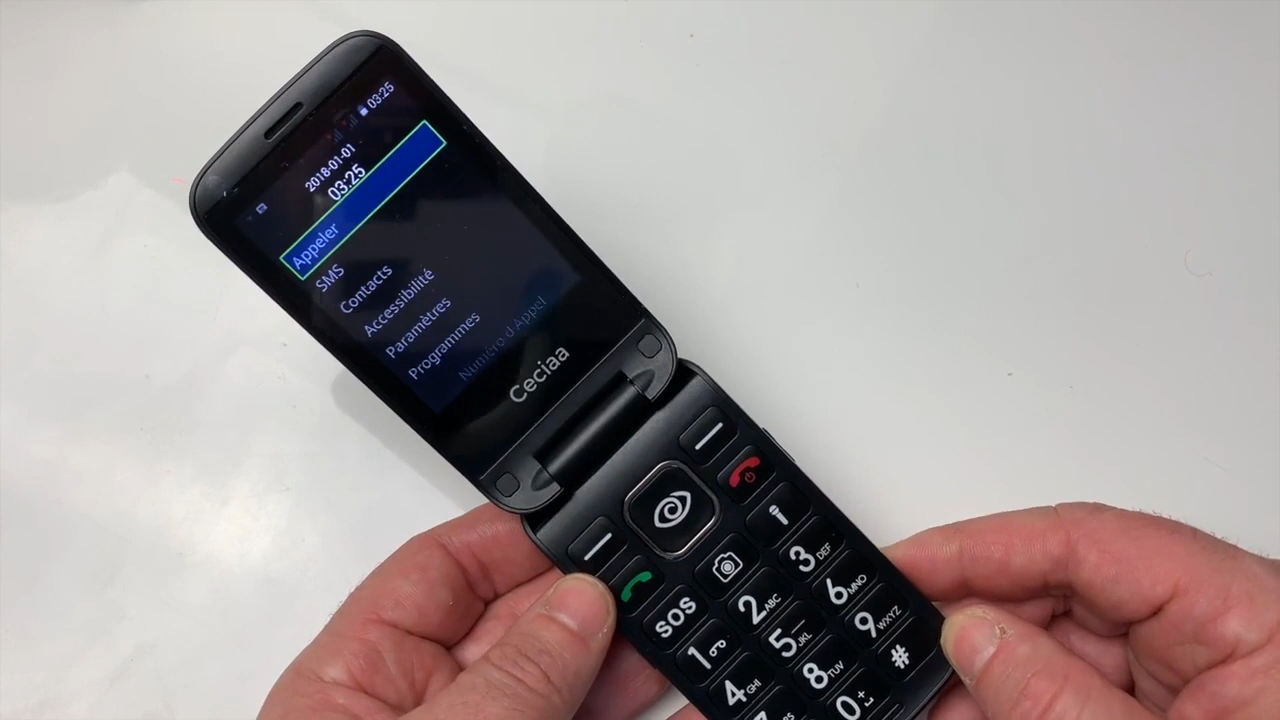 03:25
2018-01-01
03:25
Appeler
SMS
Contacts
Accessibilité
Paramètres
Programmes
Numéro d'Appel
Ceciaa
SOS
1
2 ABC
3 DEF
4 GHI
5 JKL
6 MNO
8 TUV
9 WXYZ
0 +
#